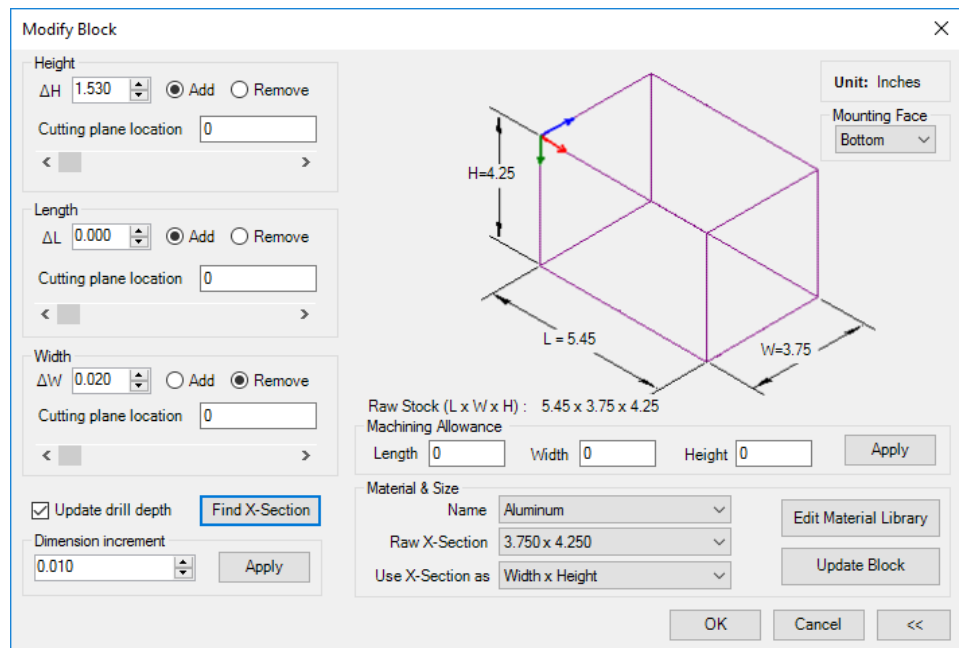 Modify Block
Height
ΔH 1.530 Add Remove
Cutting plane location 0
Length
ΔL 0.000 Add Remove
Cutting plane location 0
Width
ΔW 0.020 Add Remove
Cutting plane location 0
Update drill depth Find X-Section
Dimension increment
0.010 Apply
H=4.25
L = 5.45
W=3.75
Unit: Inches
Mounting Face
Bottom
Raw Stock (L x W x H) : 5.45 x 3.75 x 4.25
Machining Allowance
Length 0 Width 0 Height 0 Apply
Material & Size
Name Aluminum
Raw X-Section 3.750 x 4.250
Use X-Section as Width x Height
Edit Material Library
Update Block
OK Cancel <<